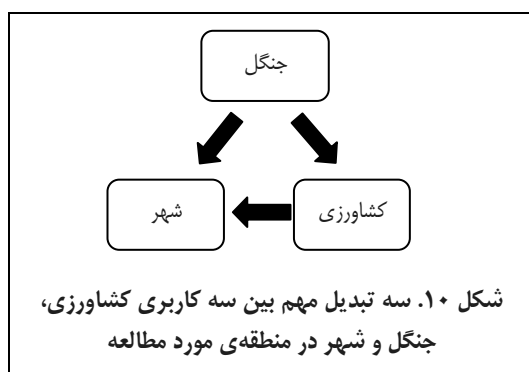 جنگل
کشاورزی
شهر
شکل ۱۰. سه تبدیل مهم بین سه کاربری کشاورزی،
جنگل و شهر در منطقه‌ی مورد مطالعه